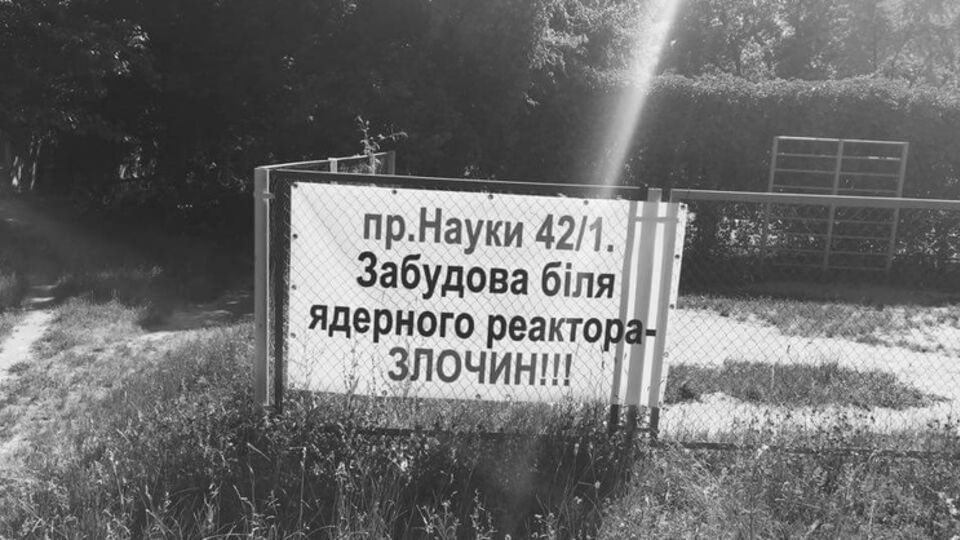 пр.Науки 42/1.
Забудова біля
ядерного реактора-
ЗЛОЧИН!!!